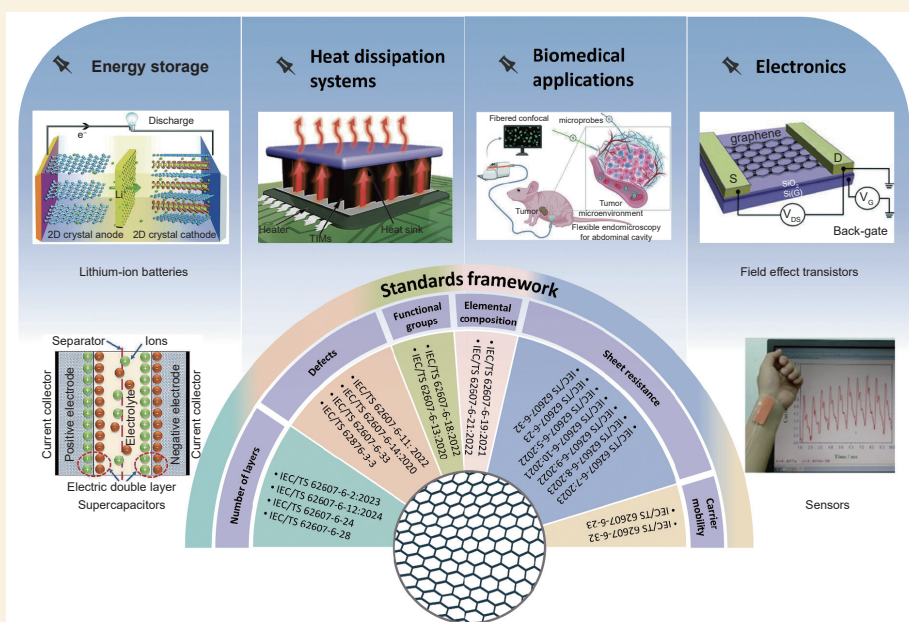 Energy storage
Heat dissipation
systems
Biomedical
applications
Electronics
Discharge
e⁻
Li⁺
2D crystal anode
2D crystal cathode
Lithium-ion batteries
Heater
TIMs
Heat sink
Fibered confocal
microprobes
Tumor
Tumor
microenvironment
Flexible endomicroscopy
for abdominal cavity
graphene
S
D
SiO₂
Si(G)
V_DS
V_G
Back-gate
Field effect transistors
Separator
Ions
Current collector
Positive electrode
Electrolyte
Negative electrode
Current collector
Electric double layer
Supercapacitors
Standards framework
Number of layers
• IEC/TS 62607-6-2:2023
• IEC/TS 62607-6-12:2024
• IEC/TS 62607-6-24
• IEC/TS 62607-6-28
Defects
• IEC/TS 62607-6-11: 2022
• IEC/TS 62607-6-14:2020
• IEC/TS 62607-6-33
• IEC/TS 62876-3-3
Functional
groups
• IEC/TS 62607-6-18:2022
• IEC/TS 62607-6-13:2020
Elemental
composition
• IEC/TS 62607-6-19:2021
• IEC/TS 62607-6-21:2022
Sheet resistance
• IEC/TS 62607-6-32
• IEC/TS 62607-6-23
• IEC/TS 62607-6-5:2022
• IEC/TS 62607-6-10:2021
• IEC/TS 62607-6-9:2022
• IEC/TS 62607-6-8:2023
• IEC/TS 62607-6-7:2023
Carrier
mobility
• IEC/TS 62607-6-32
• IEC/TS 62607-6-23
Sensors